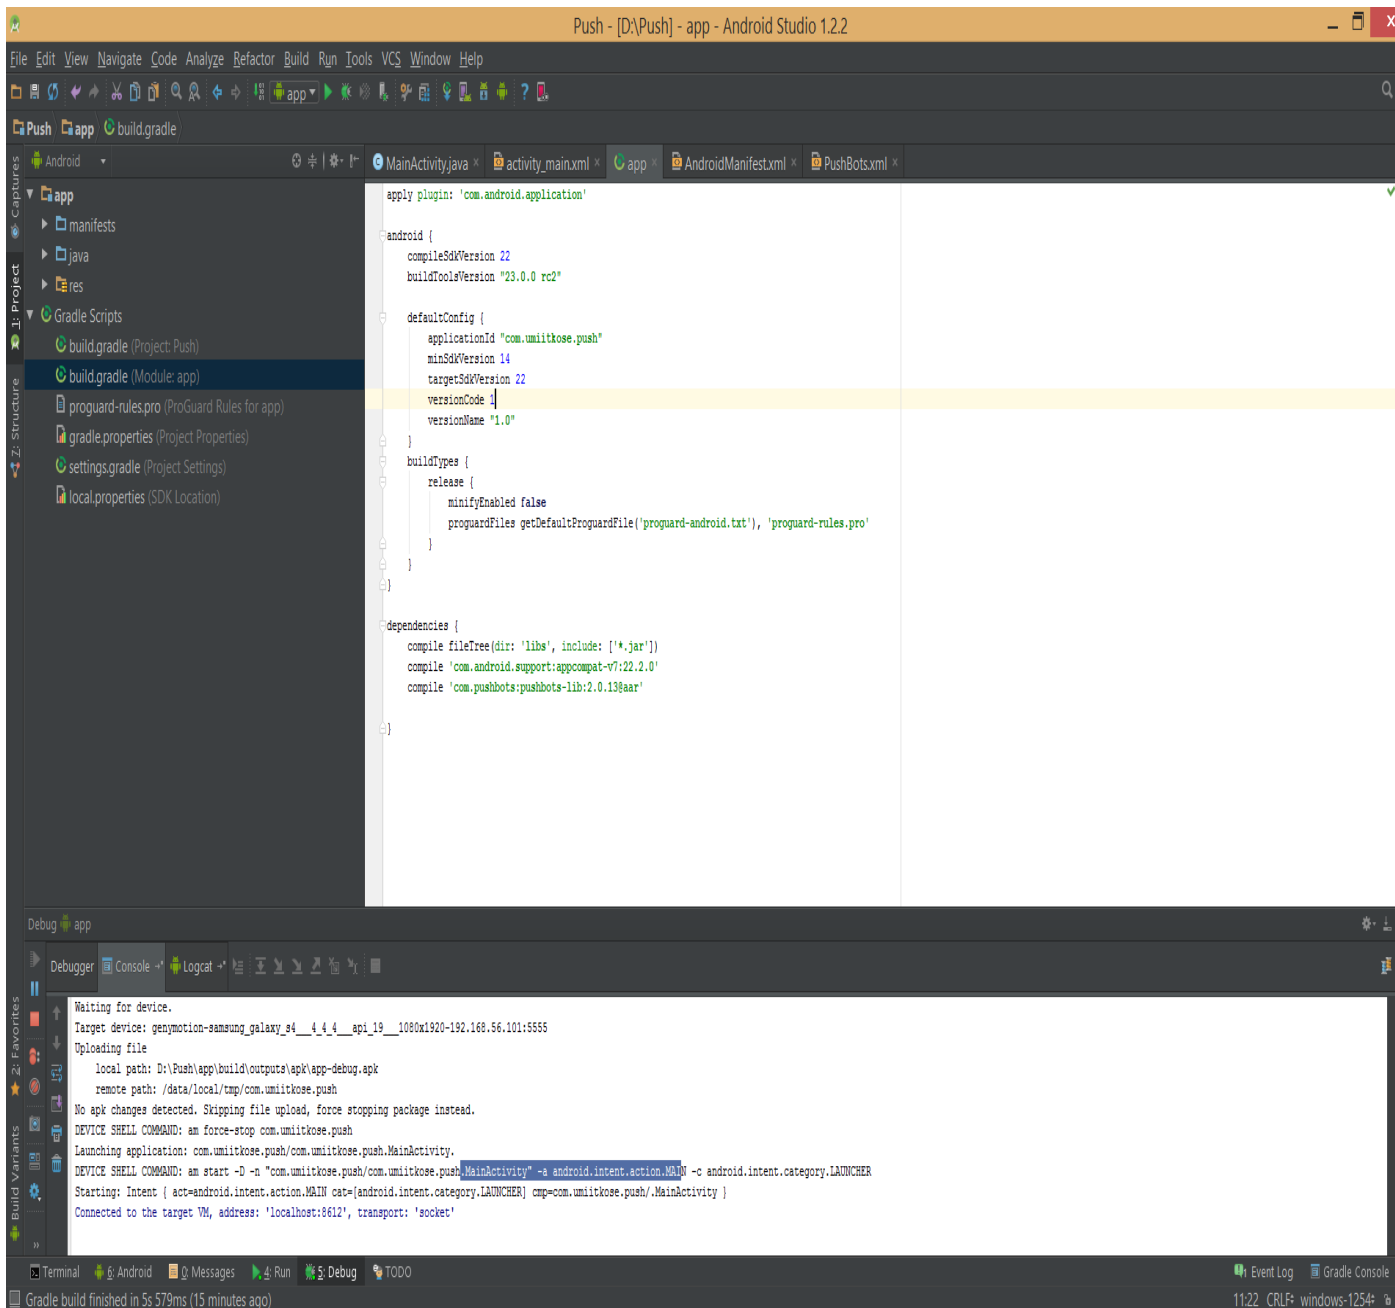 Push - [D:\Push] - app - Android Studio 1.2.2
File Edit View Navigate Code Analyze Refactor Build Run Tools VCS Window Help
app
Push app build.gradle
Android
MainActivity.java activity_main.xml app AndroidManifest.xml PushBots.xml
Captures
1: Project
Z: Structure
app
manifests
java
res
Gradle Scripts
build.gradle (Project: Push)
build.gradle (Module: app)
proguard-rules.pro (ProGuard Rules for app)
gradle.properties (Project Properties)
settings.gradle (Project Settings)
local.properties (SDK Location)
apply plugin: 'com.android.application'
android {
compileSdkVersion 22
buildToolsVersion "23.0.0 rc2"
defaultConfig {
applicationId "com.umiitkose.push"
minSdkVersion 14
targetSdkVersion 22
versionCode 1
versionName "1.0"
}
buildTypes {
release {
minifyEnabled false
proguardFiles getDefaultProguardFile('proguard-android.txt'), 'proguard-rules.pro'
}
}
}
dependencies {
compile fileTree(dir: 'libs', include: ['*.jar'])
compile 'com.android.support:appcompat-v7:22.2.0'
compile 'com.pushbots:pushbots-lib:2.0.13@aar'
}
Debug app
Debugger Console Logcat
2: Favorites
Build Variants
Waiting for device.
Target device: genymotion-samsung_galaxy_s4___4_4_4___api_19___1080x1920-192.168.56.101:5555
Uploading file
local path: D:\Push\app\build\outputs\apk\app-debug.apk
remote path: /data/local/tmp/com.umiitkose.push
No apk changes detected. Skipping file upload, force stopping package instead.
DEVICE SHELL COMMAND: am force-stop com.umiitkose.push
Launching application: com.umiitkose.push/com.umiitkose.push.MainActivity.
DEVICE SHELL COMMAND: am start -D -n "com.umiitkose.push/com.umiitkose.push.MainActivity" -a android.intent.action.MAIN -c android.intent.category.LAUNCHER
Starting: Intent { act=android.intent.action.MAIN cat=[android.intent.category.LAUNCHER] cmp=com.umiitkose.push/.MainActivity }
Connected to the target VM, address: 'localhost:8612', transport: 'socket'
Terminal 6: Android 0: Messages 4: Run 5: Debug TODO Event Log Gradle Console
Gradle build finished in 5s 579ms (15 minutes ago) 11:22 CRLF windows-1254